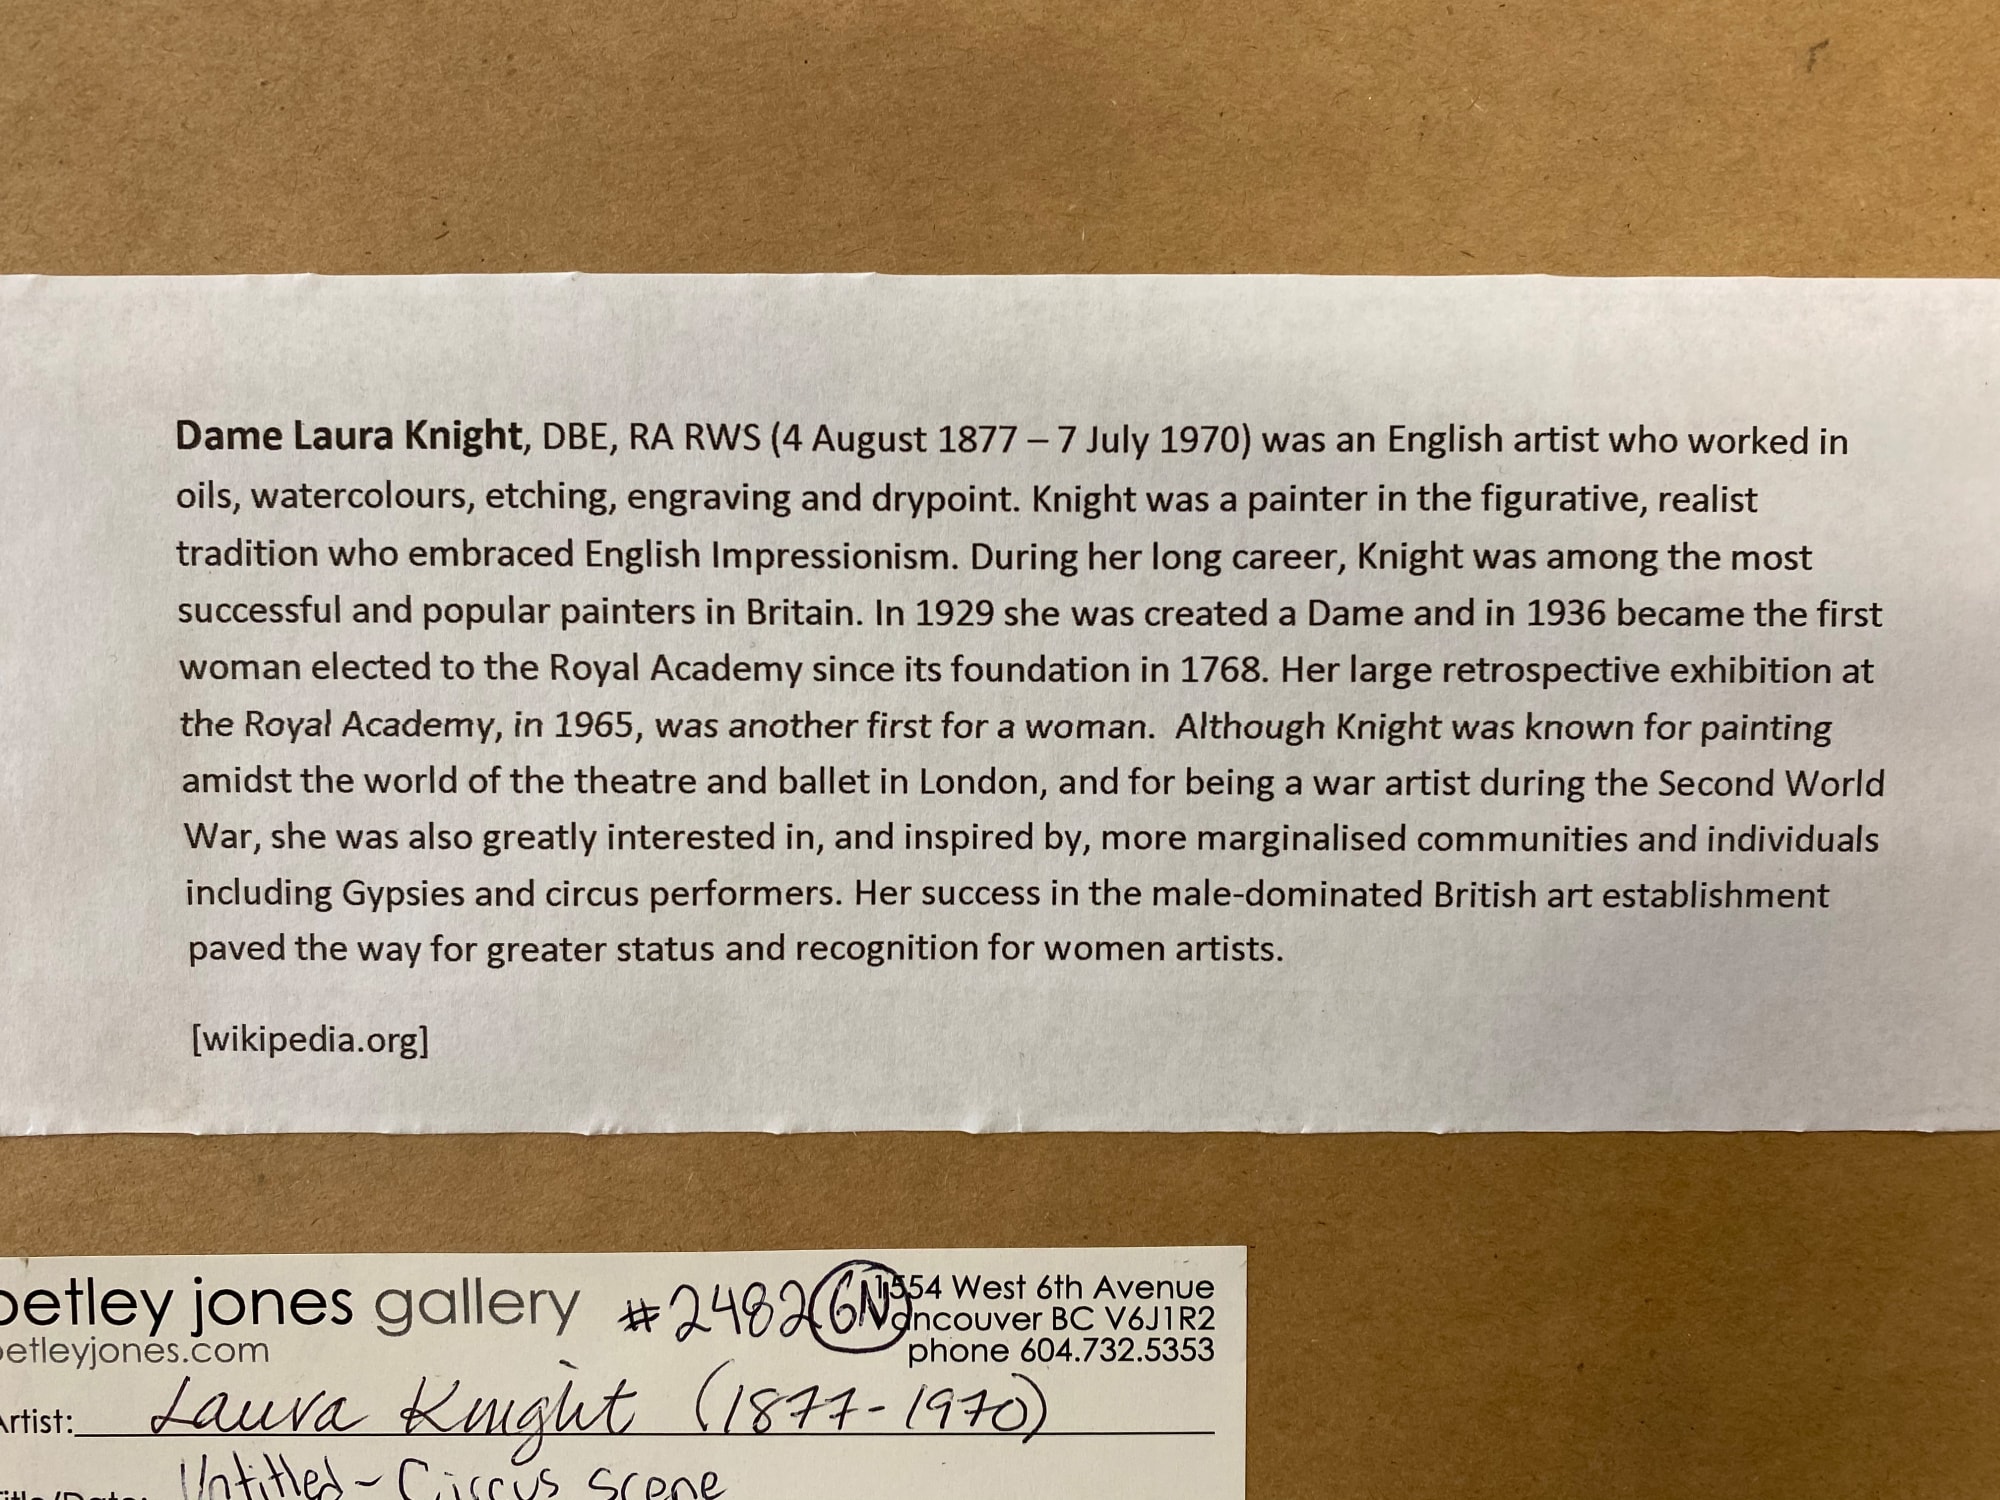 Dame Laura Knight, DBE, RA RWS (4 August 1877 – 7 July 1970) was an English artist who worked in
oils, watercolours, etching, engraving and drypoint. Knight was a painter in the figurative, realist
tradition who embraced English Impressionism. During her long career, Knight was among the most
successful and popular painters in Britain. In 1929 she was created a Dame and in 1936 became the first
woman elected to the Royal Academy since its foundation in 1768. Her large retrospective exhibition at
the Royal Academy, in 1965, was another first for a woman.  Although Knight was known for painting
amidst the world of the theatre and ballet in London, and for being a war artist during the Second World
War, she was also greatly interested in, and inspired by, more marginalised communities and individuals
including Gypsies and circus performers. Her success in the male-dominated British art establishment
paved the way for greater status and recognition for women artists.
[wikipedia.org]
petley jones gallery #2482 GN 1554 West 6th Avenue
petleyjones.com ancouver BC V6J1R2
phone 604.732.5353
Artist: Laura Knight (1877-1970)
Title/Date: Untitled - Circus scene